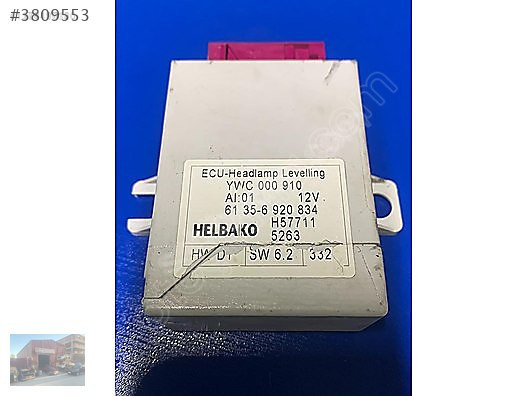 #3809553
ECU-Headlamp Levelling
YWC 000 910
AI:01 12V
61 35-6 920 834
HELBAKO H57711
5263
HW D1 SW 6.2 332